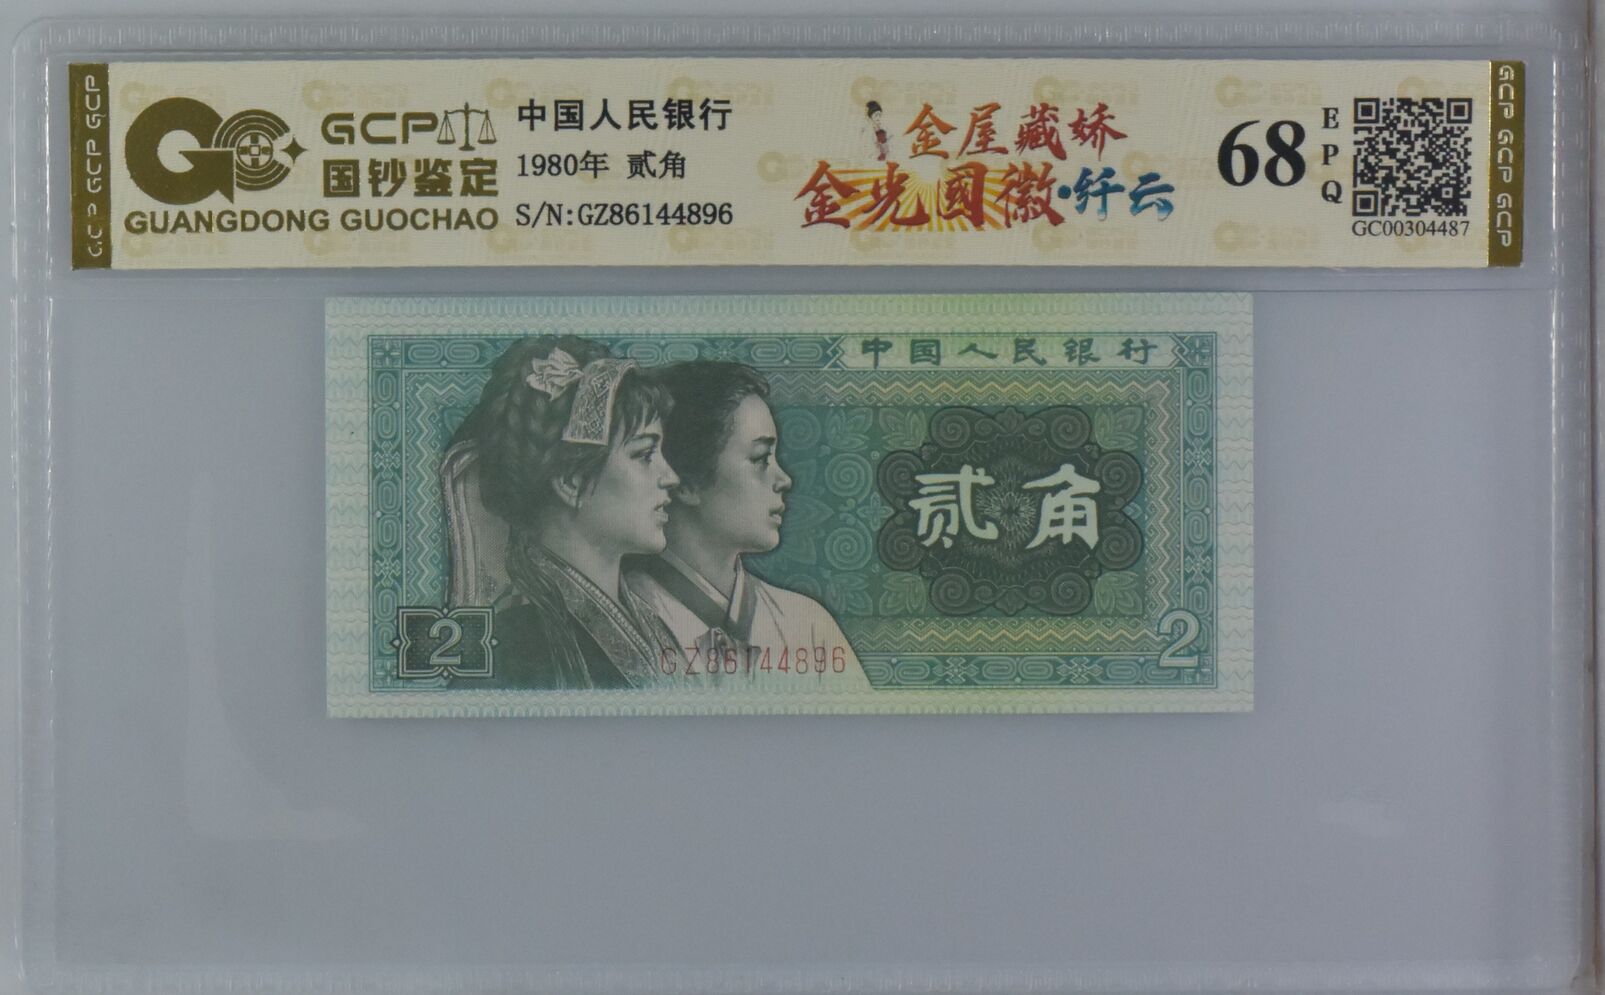 GCP
国钞鉴定
GUANGDONG GUOCHAO
中国人民银行
1980年 贰角
S/N:GZ86144896
金屋藏娇
金光國徽·纤云
68
EPQ
GC00304487
GCP GCP GCP
GCP GCP GCP
中国人民银行
贰角
2
2
GZ86144896